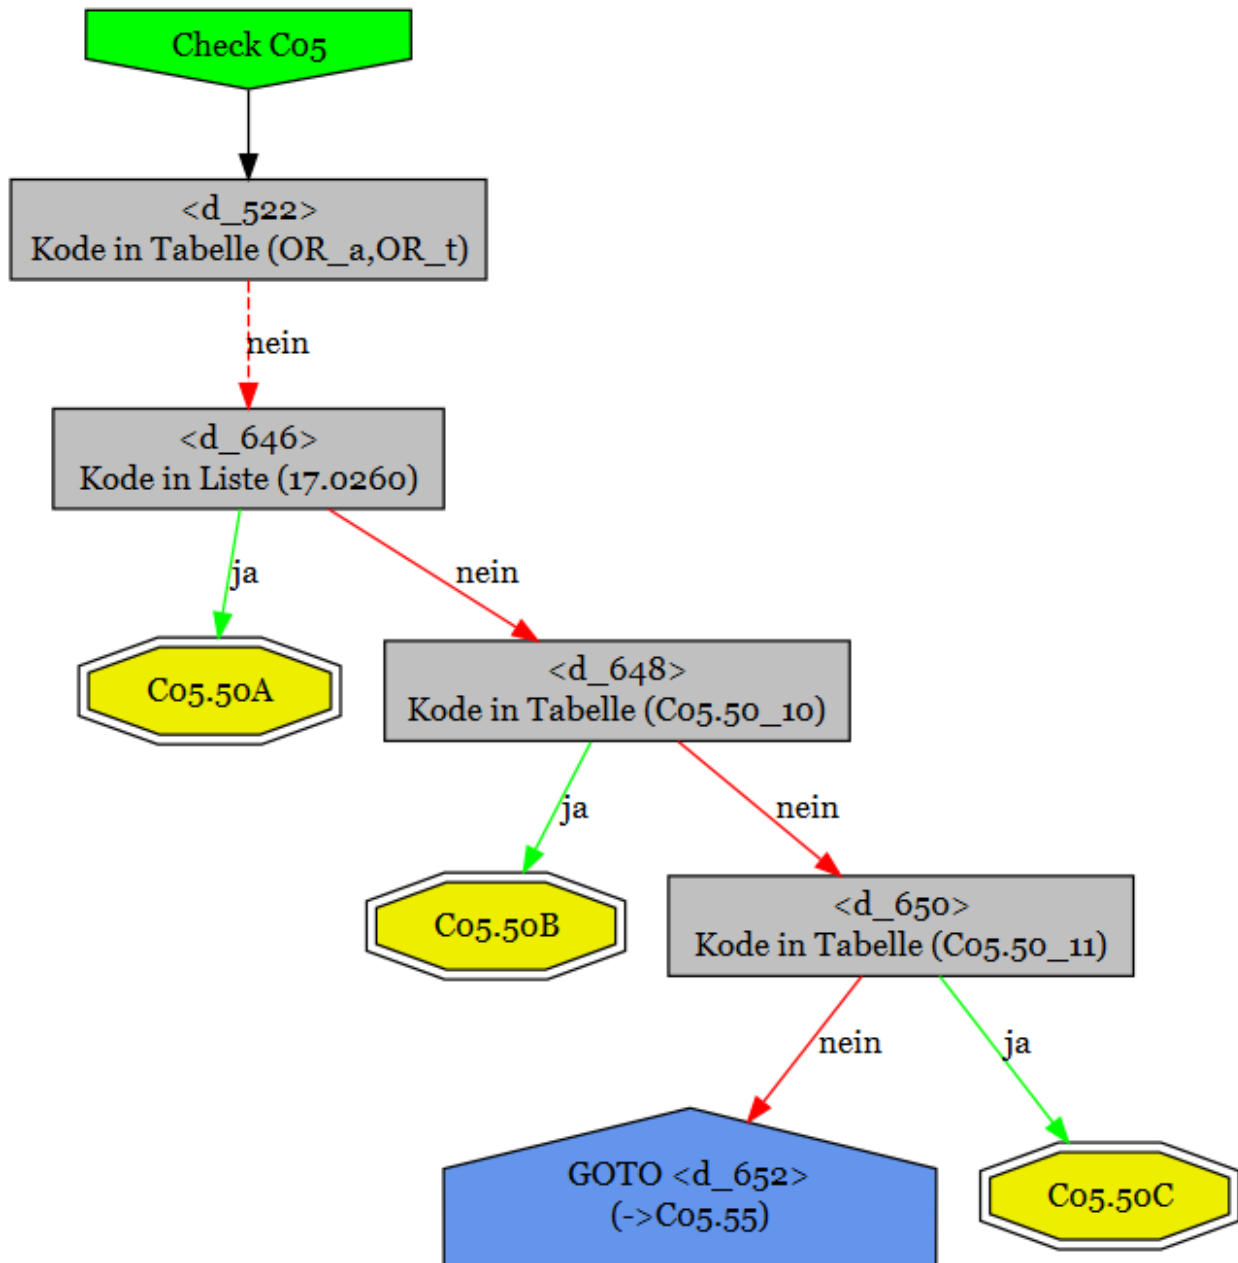 Check C05
<d_522>
Kode in Tabelle (OR_a,OR_t)
nein
<d_646>
Kode in Liste (17.0260)
ja
nein
C05.50A
<d_648>
Kode in Tabelle (C05.50_10)
ja
nein
C05.50B
<d_650>
Kode in Tabelle (C05.50_11)
nein
ja
GOTO <d_652>
(->C05.55)
C05.50C